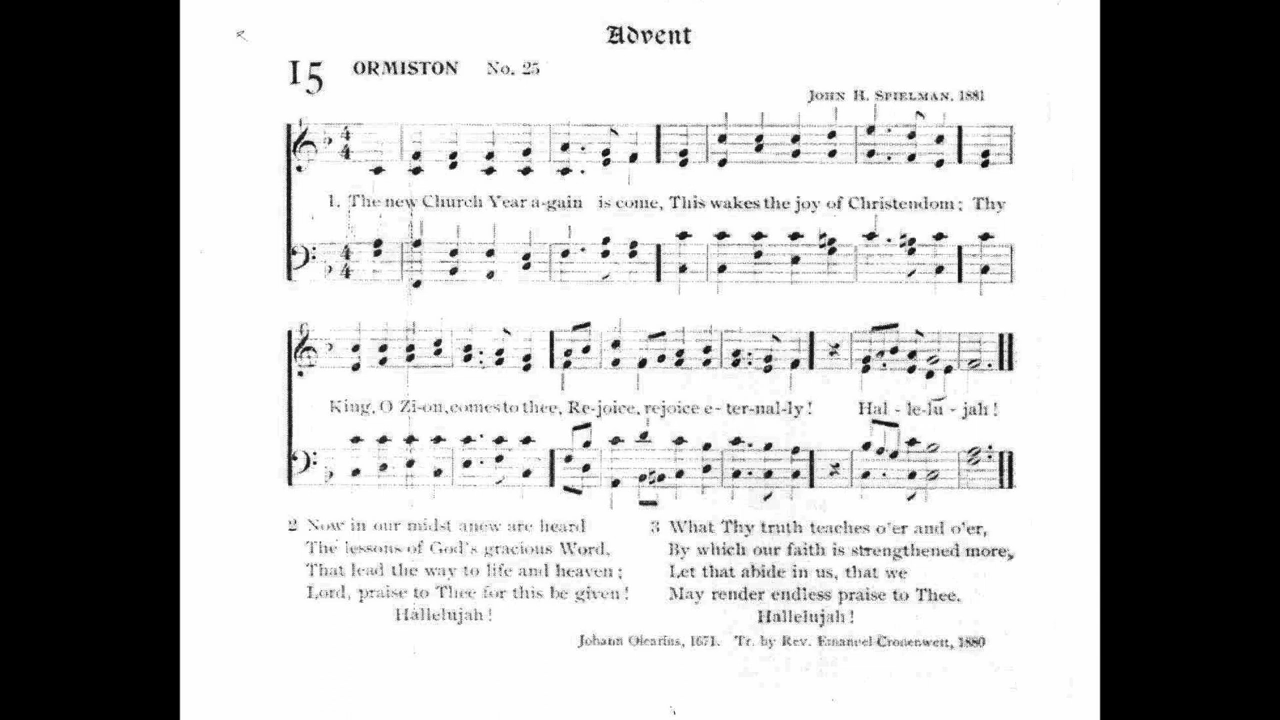 Advent
15 ORMISTON No. 25
JOHN H. SPIELMAN, 1881
1. The new Church Year a-gain is come, This wakes the joy of Christendom; Thy
King, O Zi-on, comes to thee, Re-joice, rejoice e-ter-nal-ly! Hal-le-lu-jah!
2 Now in our midst anew are heard
The lessons of God's gracious Word,
That lead the way to life and heaven;
Lord, praise to Thee for this be given!
Hallelujah!
3 What Thy truth teaches o'er and o'er,
By which our faith is strengthened more,
Let that abide in us, that we
May render endless praise to Thee.
Hallelujah!
Johann Olearius, 1671. Tr. by Rev. Emanuel Cronenwett, 1880